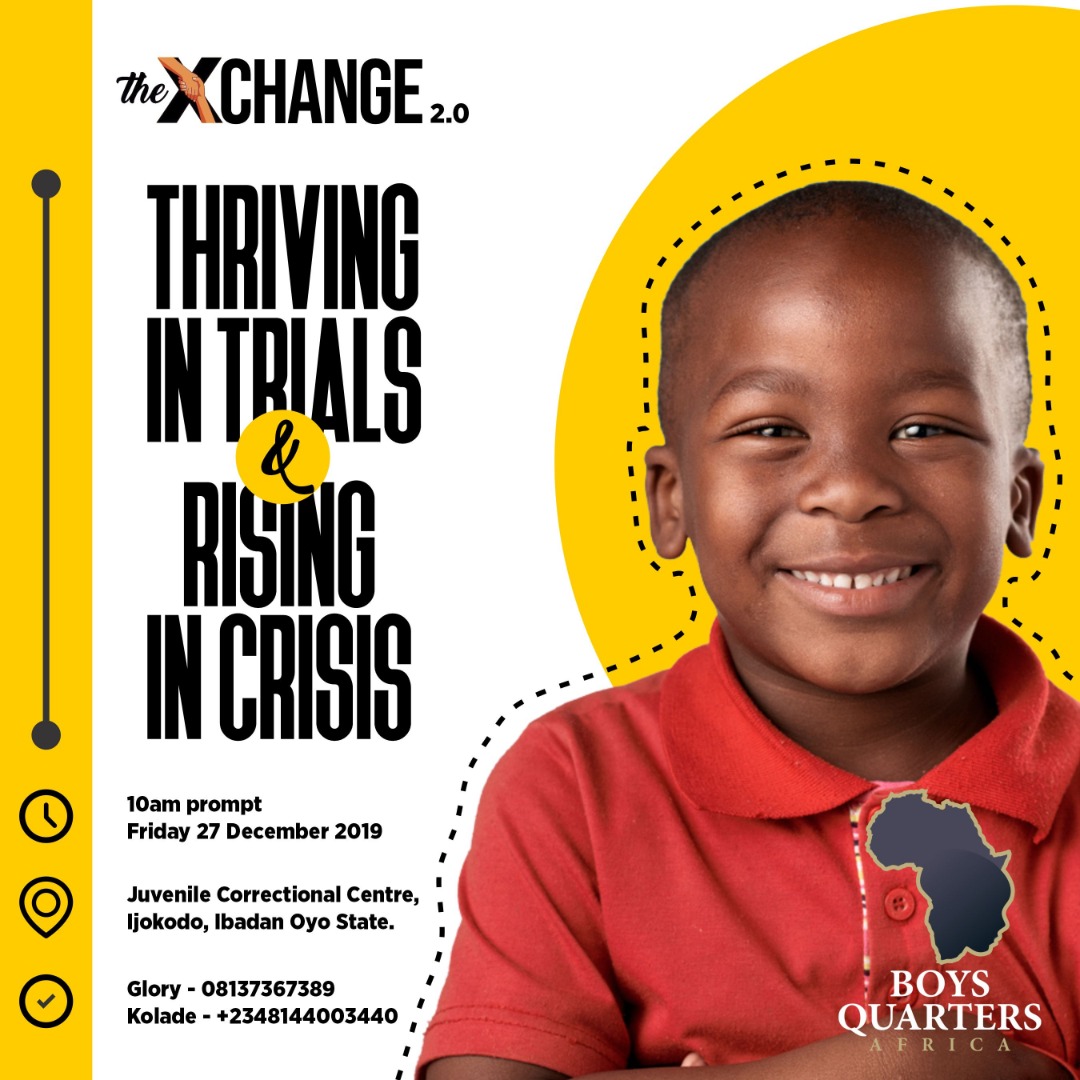 the XCHANGE 2.0
THRIVING
IN TRIALS
&
RISING
IN CRISIS
10am prompt
Friday 27 December 2019
Juvenile Correctional Centre,
Ijokodo, Ibadan Oyo State.
Glory - 08137367389
Kolade - +2348144003440
BOYS
QUARTERS
AFRICA